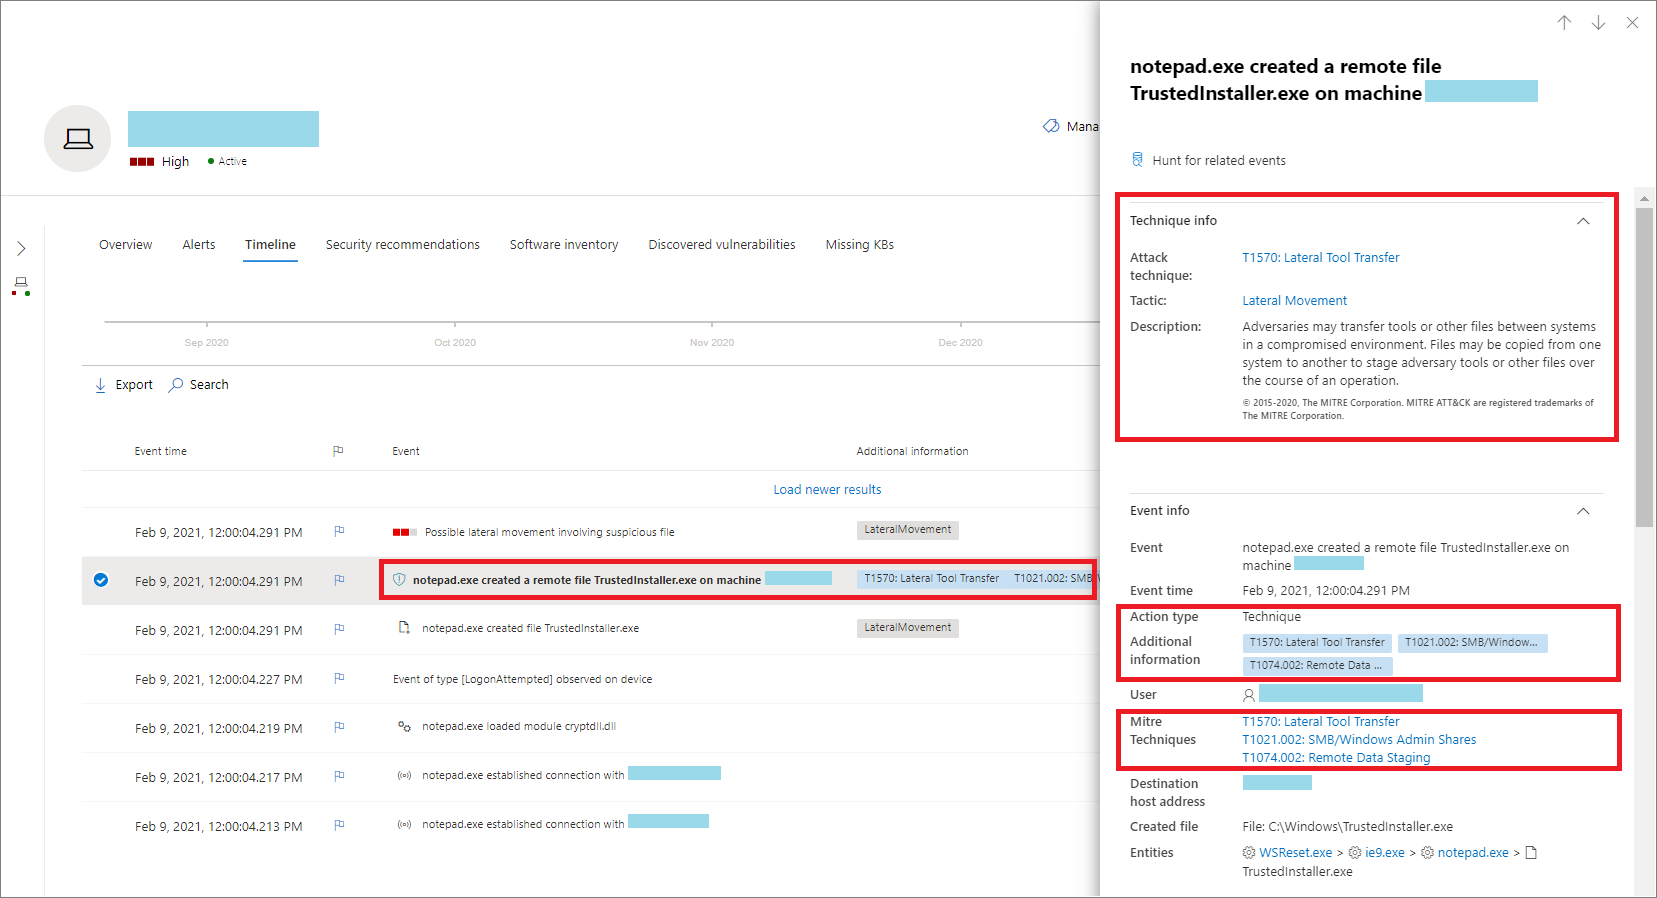 High
Active
Mana
Overview Alerts Timeline Security recommendations Software inventory Discovered vulnerabilities Missing KBs
Sep 2020 Oct 2020 Nov 2020 Dec 2020
Export Search
Event time Event Additional information
Load newer results
Feb 9, 2021, 12:00:04.291 PM Possible lateral movement involving suspicious file LateralMovement
Feb 9, 2021, 12:00:04.291 PM notepad.exe created a remote file TrustedInstaller.exe on machine T1570: Lateral Tool Transfer T1021.002: SMB/W
Feb 9, 2021, 12:00:04.291 PM notepad.exe created file TrustedInstaller.exe LateralMovement
Feb 9, 2021, 12:00:04.227 PM Event of type [LogonAttempted] observed on device
Feb 9, 2021, 12:00:04.219 PM notepad.exe loaded module cryptdll.dll
Feb 9, 2021, 12:00:04.217 PM notepad.exe established connection with
Feb 9, 2021, 12:00:04.213 PM notepad.exe established connection with
notepad.exe created a remote file
TrustedInstaller.exe on machine
Hunt for related events
Technique info
Attack
technique:
T1570: Lateral Tool Transfer
Tactic: Lateral Movement
Description: Adversaries may transfer tools or other files between systems
in a compromised environment. Files may be copied from one
system to another to stage adversary tools or other files over
the course of an operation.
© 2015-2020, The MITRE Corporation. MITRE ATT&CK are registered trademarks of
The MITRE Corporation.
Event info
Event notepad.exe created a remote file TrustedInstaller.exe on
machine
Event time Feb 9, 2021, 12:00:04.291 PM
Action type Technique
Additional
information
T1570: Lateral Tool Transfer T1021.002: SMB/Window...
T1074.002: Remote Data ...
User
Mitre
Techniques
T1570: Lateral Tool Transfer
T1021.002: SMB/Windows Admin Shares
T1074.002: Remote Data Staging
Destination
host address
Created file File: C:\Windows\TrustedInstaller.exe
Entities WSReset.exe > ie9.exe > notepad.exe >
TrustedInstaller.exe